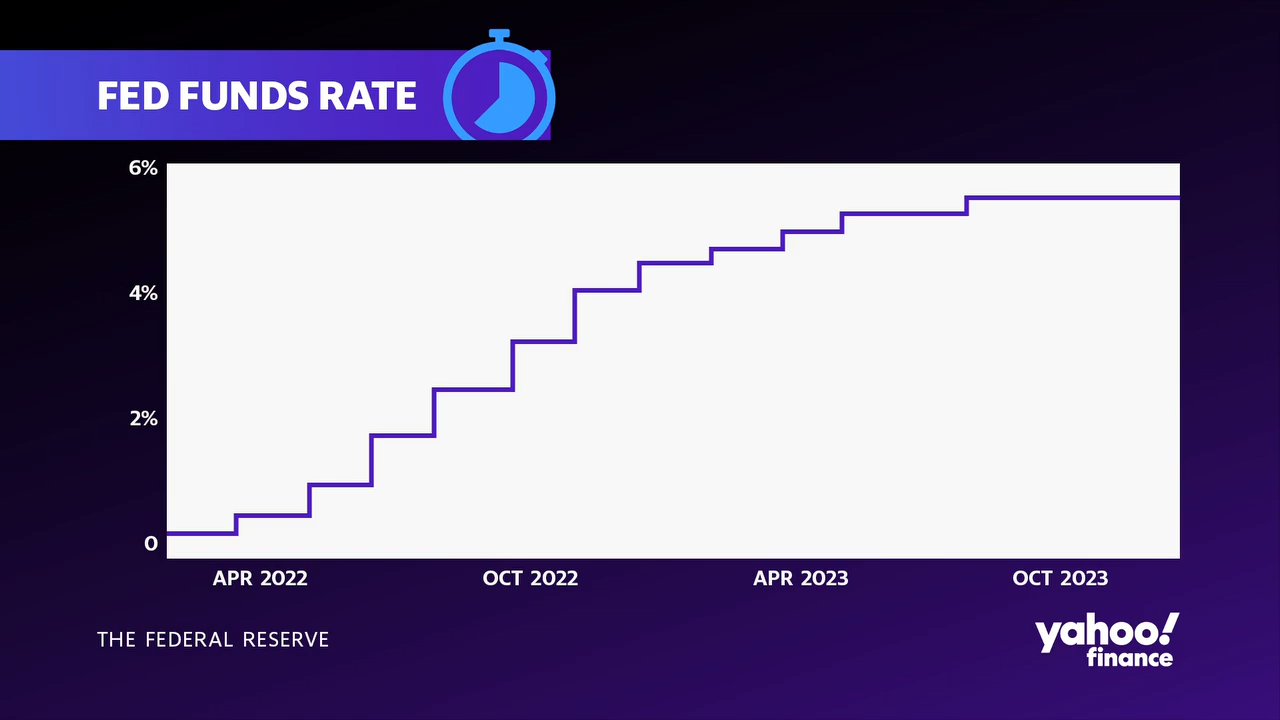 FED FUNDS RATE
6%
4%
2%
0
APR 2022 OCT 2022 APR 2023 OCT 2023
THE FEDERAL RESERVE
yahoo!
finance